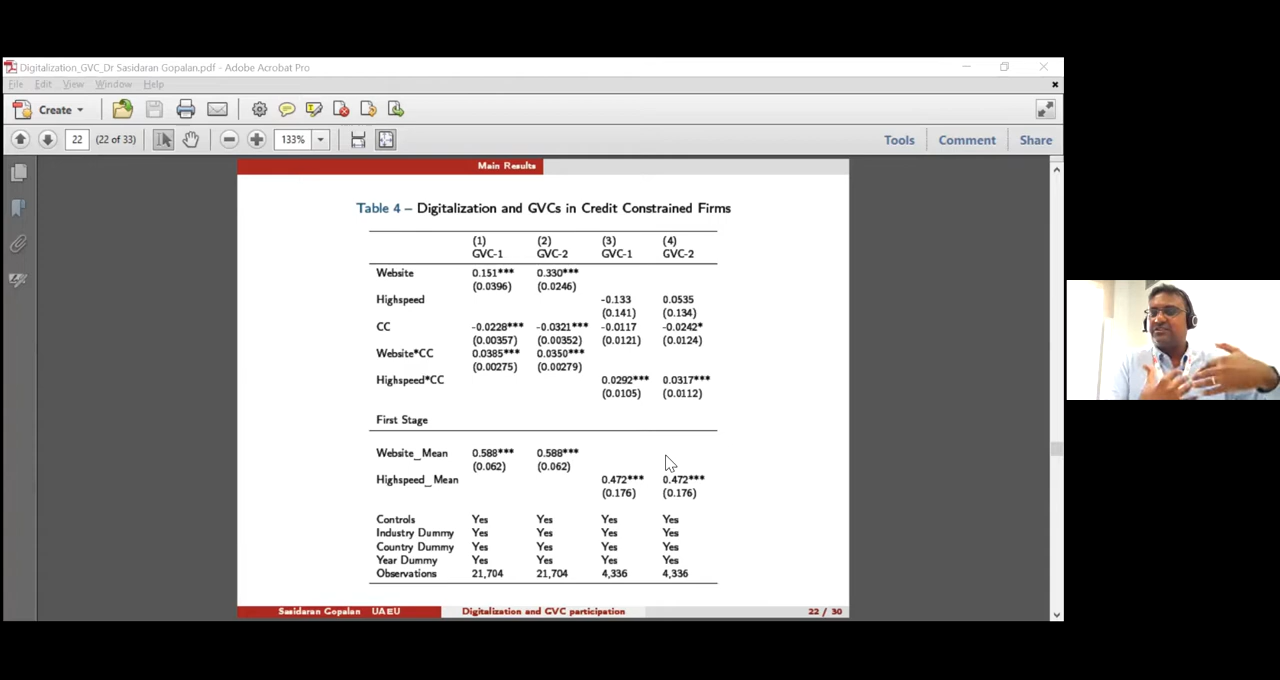 Digitalization_GVC_Dr Sasidaran Gopalan.pdf - Adobe Acrobat Pro
File Edit View Window Help
Create 22 (22 of 33) 133% Tools Comment Share
Main Results
Table 4 – Digitalization and GVCs in Credit Constrained Firms
(1) (2) (3) (4)
GVC-1 GVC-2 GVC-1 GVC-2
Website 0.151*** 0.330***
(0.0396) (0.0246)
Highspeed -0.133 0.0535
(0.141) (0.134)
CC -0.0228*** -0.0321*** -0.0117 -0.0242*
(0.00357) (0.00352) (0.0121) (0.0124)
Website*CC 0.0385*** 0.0350***
(0.00275) (0.00279)
Highspeed*CC 0.0292*** 0.0317***
(0.0105) (0.0112)
First Stage
Website_Mean 0.588*** 0.588***
(0.062) (0.062)
Highspeed_Mean 0.472*** 0.472***
(0.176) (0.176)
Controls Yes Yes Yes Yes
Industry Dummy Yes Yes Yes Yes
Country Dummy Yes Yes Yes Yes
Year Dummy Yes Yes Yes Yes
Observations 21,704 21,704 4,336 4,336
Sasidaran Gopalan UAEU Digitalization and GVC participation 22 / 30